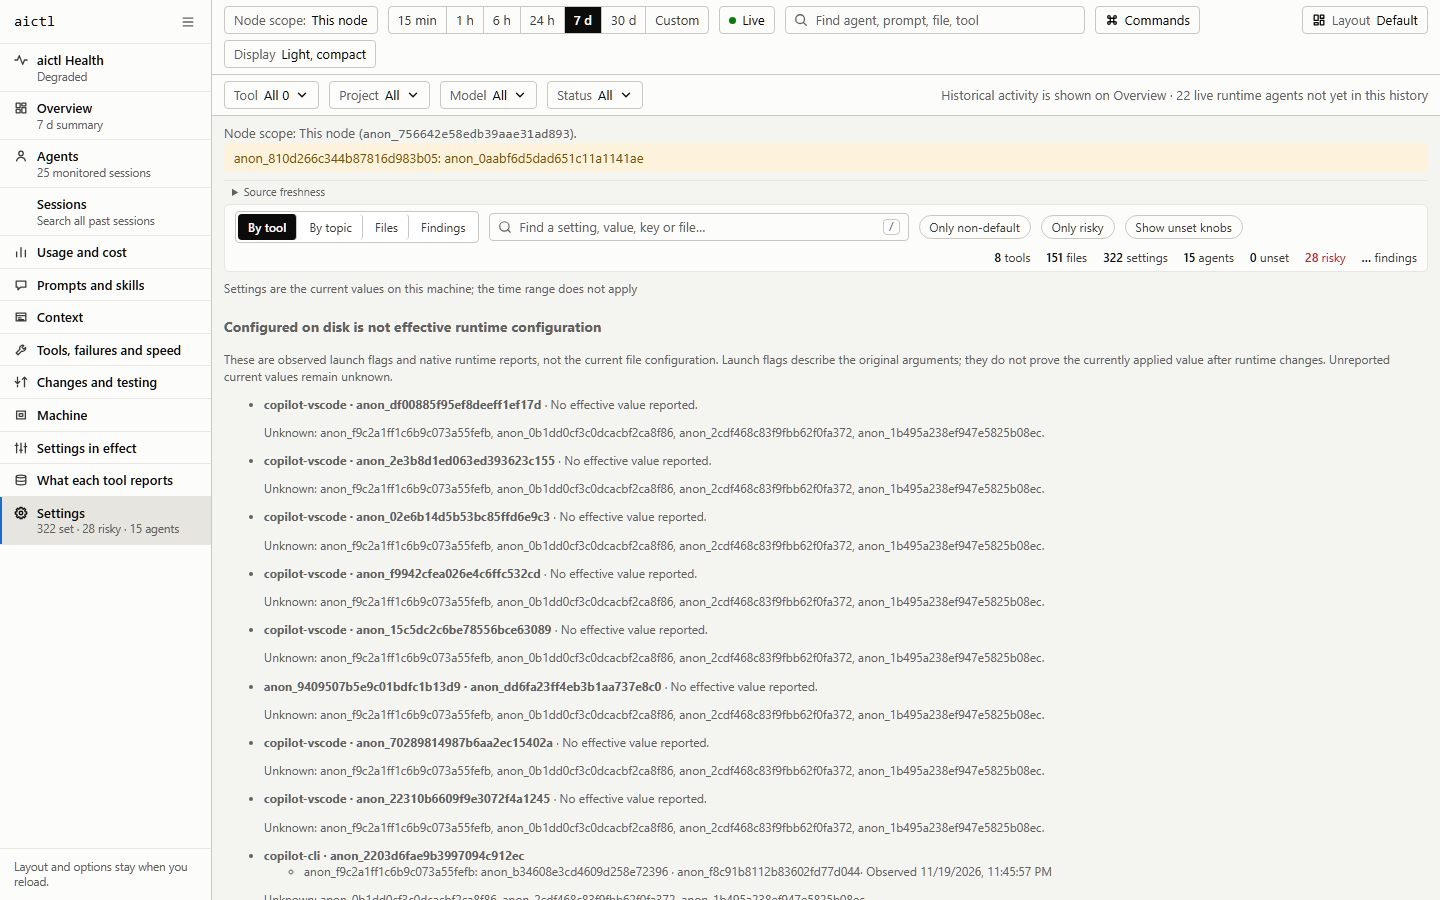 aictl
aictl Health
Degraded
Overview
7 d summary
Agents
25 monitored sessions
Sessions
Search all past sessions
Usage and cost
Prompts and skills
Context
Tools, failures and speed
Changes and testing
Machine
Settings in effect
What each tool reports
Settings
322 set · 28 risky · 15 agents
Layout and options stay when you
reload.
Node scope: This node
15 min 1 h 6 h 24 h 7 d 30 d Custom
Live
Find agent, prompt, file, tool
⌘ Commands
Layout Default
Display Light, compact
Tool All 0
Project All
Model All
Status All
Historical activity is shown on Overview · 22 live runtime agents not yet in this history
Node scope: This node (anon_756642e58edb39aae31ad893).
anon_810d266c344b87816d983b05: anon_0aabf6d5dad651c11a1141ae
Source freshness
By tool By topic Files Findings
Find a setting, value, key or file... /
Only non-default Only risky Show unset knobs
8 tools 151 files 322 settings 15 agents 0 unset 28 risky ... findings
Settings are the current values on this machine; the time range does not apply
Configured on disk is not effective runtime configuration
These are observed launch flags and native runtime reports, not the current file configuration. Launch flags describe the original arguments; they do not prove the currently applied value after runtime changes. Unreported
current values remain unknown.
• copilot-vscode · anon_df00885f95ef8deeff1ef17d · No effective value reported.
Unknown: anon_f9c2a1ff1c6b9c073a55fefb, anon_0b1dd0cf3c0dcacbf2ca8f86, anon_2cdf468c83f9fbb62f0fa372, anon_1b495a238ef947e5825b08ec.
• copilot-vscode · anon_2e3b8d1ed063ed393623c155 · No effective value reported.
Unknown: anon_f9c2a1ff1c6b9c073a55fefb, anon_0b1dd0cf3c0dcacbf2ca8f86, anon_2cdf468c83f9fbb62f0fa372, anon_1b495a238ef947e5825b08ec.
• copilot-vscode · anon_02e6b14d5b53bc85ffd6e9c3 · No effective value reported.
Unknown: anon_f9c2a1ff1c6b9c073a55fefb, anon_0b1dd0cf3c0dcacbf2ca8f86, anon_2cdf468c83f9fbb62f0fa372, anon_1b495a238ef947e5825b08ec.
• copilot-vscode · anon_f9942cfea026e4c6ffc532cd · No effective value reported.
Unknown: anon_f9c2a1ff1c6b9c073a55fefb, anon_0b1dd0cf3c0dcacbf2ca8f86, anon_2cdf468c83f9fbb62f0fa372, anon_1b495a238ef947e5825b08ec.
• copilot-vscode · anon_15c5dc2c6be78556bce63089 · No effective value reported.
Unknown: anon_f9c2a1ff1c6b9c073a55fefb, anon_0b1dd0cf3c0dcacbf2ca8f86, anon_2cdf468c83f9fbb62f0fa372, anon_1b495a238ef947e5825b08ec.
• anon_9409507b5e9c01bdfc1b13d9 · anon_dd6fa23ff4eb3b1aa737e8c0 · No effective value reported.
Unknown: anon_f9c2a1ff1c6b9c073a55fefb, anon_0b1dd0cf3c0dcacbf2ca8f86, anon_2cdf468c83f9fbb62f0fa372, anon_1b495a238ef947e5825b08ec.
• copilot-vscode · anon_70289814987b6aa2ec15402a · No effective value reported.
Unknown: anon_f9c2a1ff1c6b9c073a55fefb, anon_0b1dd0cf3c0dcacbf2ca8f86, anon_2cdf468c83f9fbb62f0fa372, anon_1b495a238ef947e5825b08ec.
• copilot-vscode · anon_22310b6609f9e3072f4a1245 · No effective value reported.
Unknown: anon_f9c2a1ff1c6b9c073a55fefb, anon_0b1dd0cf3c0dcacbf2ca8f86, anon_2cdf468c83f9fbb62f0fa372, anon_1b495a238ef947e5825b08ec.
• copilot-cli · anon_2203d6fae9b3997094c912ec
◦ anon_f9c2a1ff1c6b9c073a55fefb: anon_b34608e3cd4609d258e72396 · anon_f8c91b8112b83602fd77d044· Observed 11/19/2026, 11:45:57 PM
Unknown: anon_0b1dd0cf3c0dcacbf2ca8f86, anon_2cdf468c83f9fbb62f0fa372, anon_1b495a238ef947e5825b08ec.